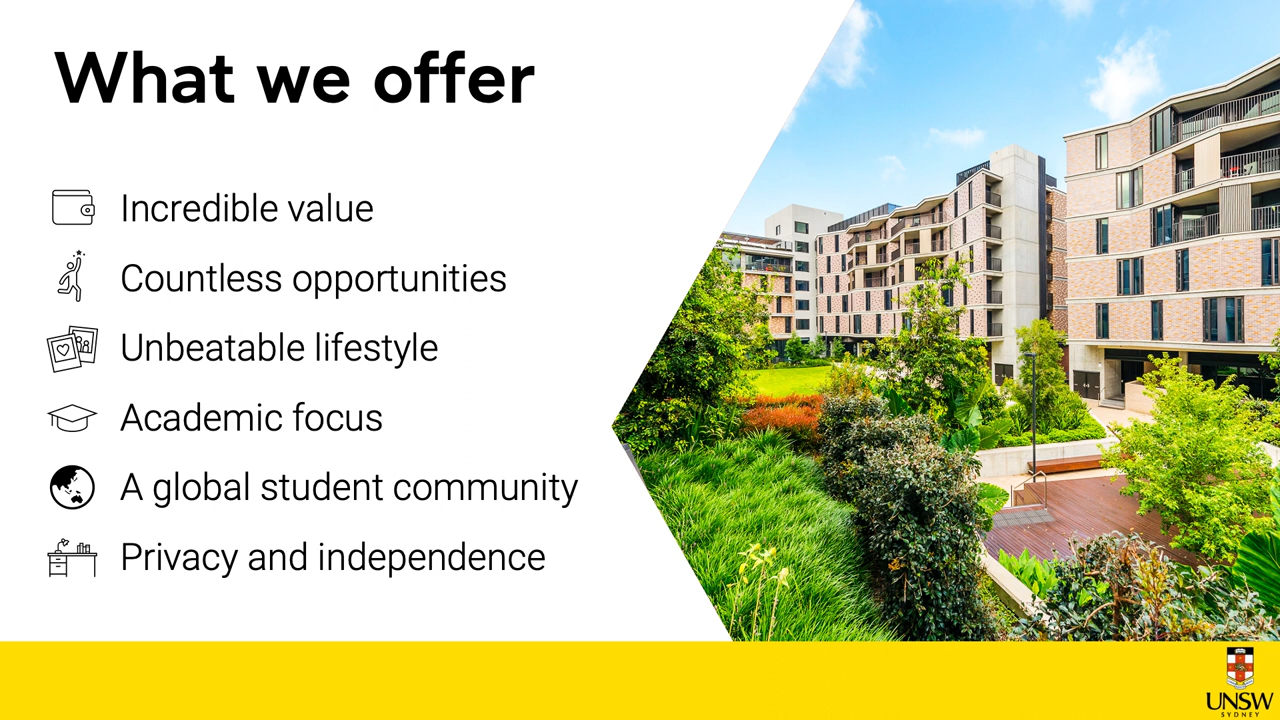 What we offer
Incredible value
Countless opportunities
Unbeatable lifestyle
Academic focus
A global student community
Privacy and independence
UNSW
SYDNEY